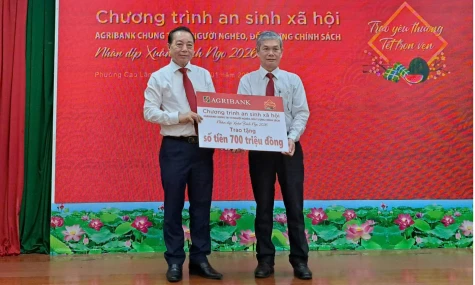 Chương trình an sinh xã hội
AGRIBANK CHUNG NGƯỜI NGHÈO, CHÍNH SÁCH
Nhân dịp Xuân Ngọ 2026
Phường Cao
Trao yêu thương
Tết trọn vẹn
AGRIBANK
Chương trình an sinh xã hội
Trao tặng
số tiền 700 triệu đồng